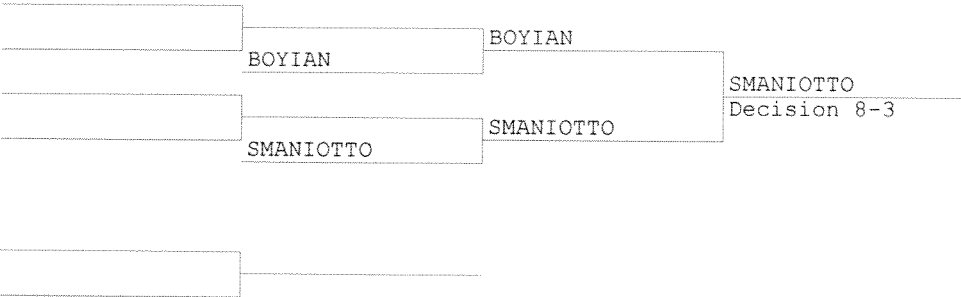 BOYIAN
BOYIAN
SMANIOTTO
Decision 8-3
SMANIOTTO
SMANIOTTO